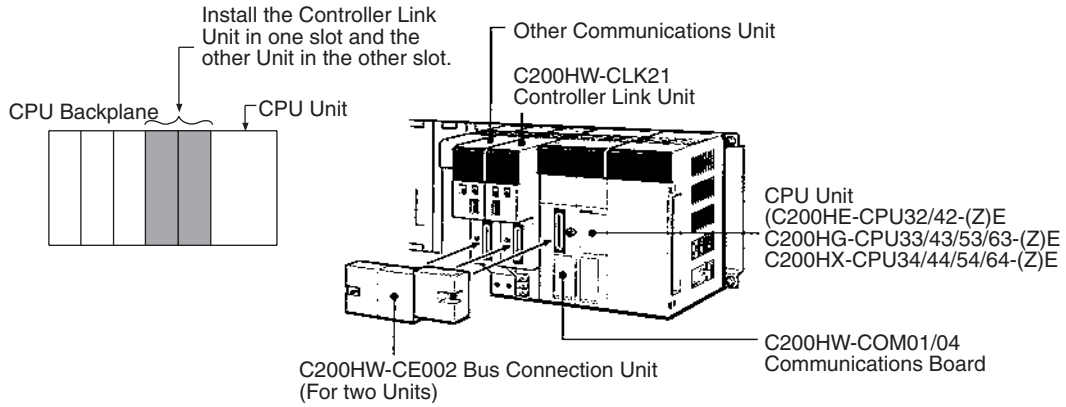 Install the Controller Link
Unit in one slot and the
other Unit in the other slot.
CPU Backplane
CPU Unit
Other Communications Unit
C200HW-CLK21
Controller Link Unit
CPU Unit
(C200HE-CPU32/42-(Z)E
C200HG-CPU33/43/53/63-(Z)E
C200HX-CPU34/44/54/64-(Z)E
C200HW-COM01/04
Communications Board
C200HW-CE002 Bus Connection Unit
(For two Units)